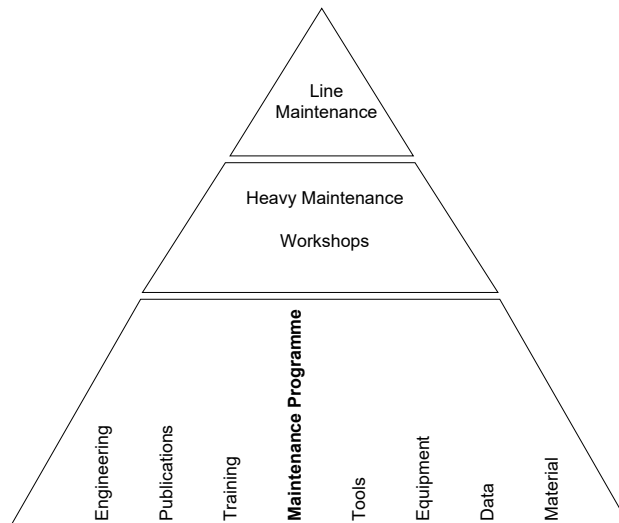 Line
Maintenance
Heavy Maintenance
Workshops
Engineering
Publications
Training
Maintenance Programme
Tools
Equipment
Data
Material